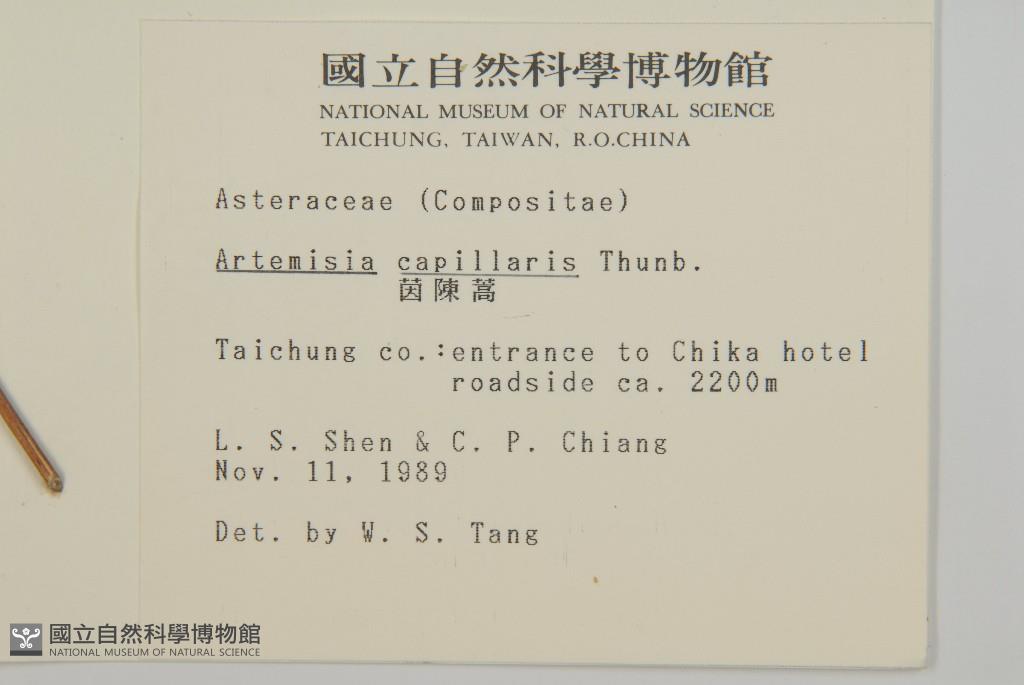 國立自然科學博物館
NATIONAL MUSEUM OF NATURAL SCIENCE
TAICHUNG, TAIWAN, R.O.CHINA
Asteraceae (Compositae)
Artemisia capillaris Thunb.
茵陳蒿
Taichung co.:entrance to Chika hotel
roadside ca. 2200m
L. S. Shen & C. P. Chiang
Nov. 11, 1989
Det. by W. S. Tang
國立自然科學博物館
NATIONAL MUSEUM OF NATURAL SCIENCE